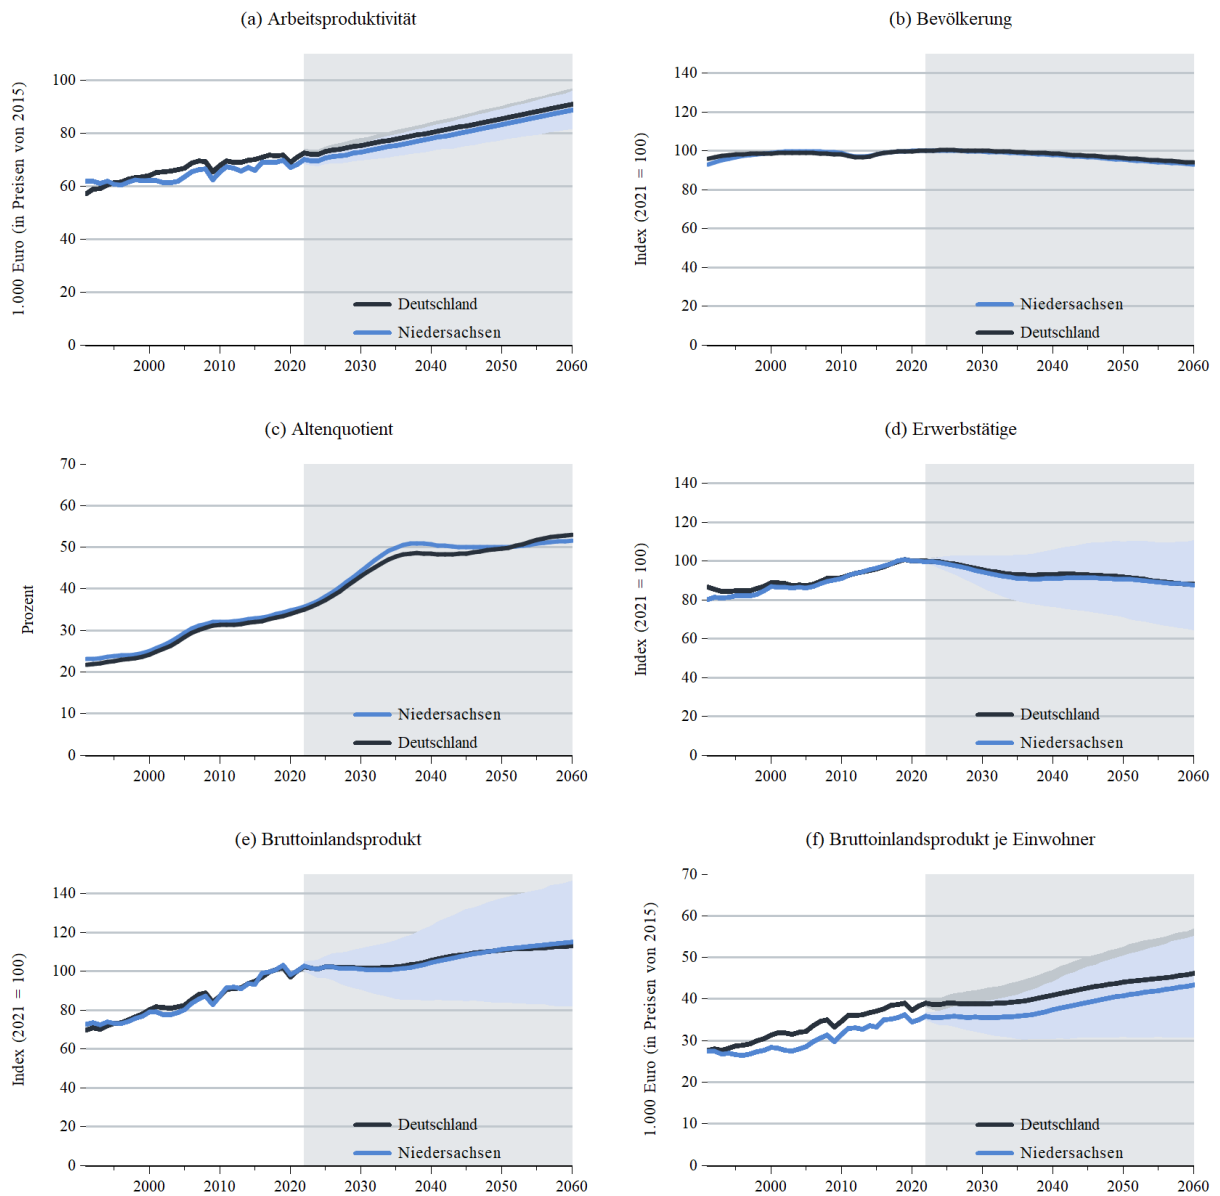 (a) Arbeitsproduktivität
1.000 Euro (in Preisen von 2015)
100
80
60
40
20
0
Deutschland
Niedersachsen
2000 2010 2020 2030 2040 2050 2060
(b) Bevölkerung
Index (2021 = 100)
140
120
100
80
60
40
20
0
Niedersachsen
Deutschland
2000 2010 2020 2030 2040 2050 2060
(c) Altenquotient
Prozent
70
60
50
40
30
20
10
0
Niedersachsen
Deutschland
2000 2010 2020 2030 2040 2050 2060
(d) Erwerbstätige
Index (2021 = 100)
140
120
100
80
60
40
20
0
Deutschland
Niedersachsen
2000 2010 2020 2030 2040 2050 2060
(e) Bruttoinlandsprodukt
Index (2021 = 100)
140
120
100
80
60
40
20
0
Deutschland
Niedersachsen
2000 2010 2020 2030 2040 2050 2060
(f) Bruttoinlandsprodukt je Einwohner
1.000 Euro (in Preisen von 2015)
70
60
50
40
30
20
10
0
Deutschland
Niedersachsen
2000 2010 2020 2030 2040 2050 2060